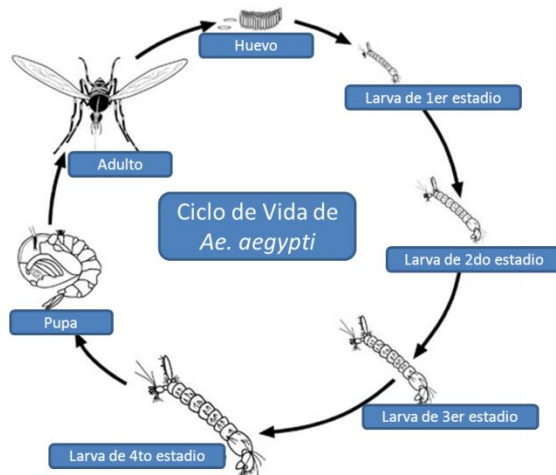 Huevo
Larva de 1er estadio
Adulto
Ciclo de Vida de
Ae. aegypti
Larva de 2do estadio
Pupa
Larva de 3er estadio
Larva de 4to estadio